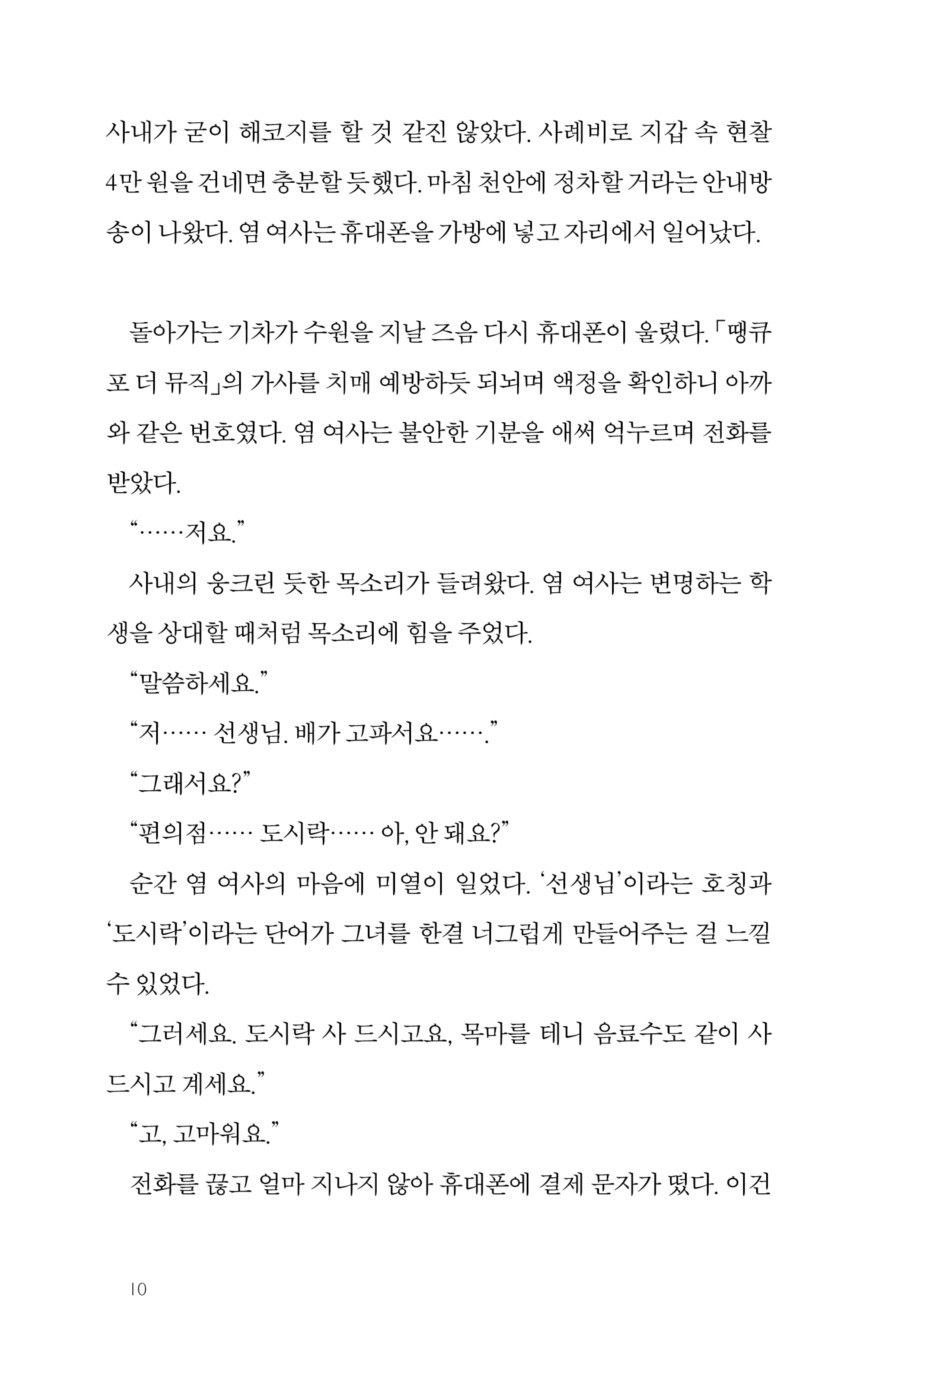 사내가 굳이 해코지를 할 것 같진 않았다. 사례비로 지갑 속 현찰
4만 원을 건네면 충분할 듯했다. 마침 천안에 정차할 거라는 안내방
송이 나왔다. 염 여사는 휴대폰을 가방에 넣고 자리에서 일어났다.
돌아가는 기차가 수원을 지날 즈음 다시 휴대폰이 울렸다. 「땡큐
포 더 뮤직」의 가사를 치매 예방하듯 되뇌며 액정을 확인하니 아까
와 같은 번호였다. 염 여사는 불안한 기분을 애써 억누르며 전화를
받았다.
“……저요.”
사내의 웅크린 듯한 목소리가 들려왔다. 염 여사는 변명하는 학
생을 상대할 때처럼 목소리에 힘을 주었다.
“말씀하세요.”
“저…… 선생님. 배가 고파서요…….”
“그래서요?”
“편의점…… 도시락…… 아, 안 돼요?”
순간 염 여사의 마음에 미열이 일었다. ‘선생님’이라는 호칭과
‘도시락’이라는 단어가 그녀를 한결 너그럽게 만들어주는 걸 느낄
수 있었다.
“그러세요. 도시락 사 드시고요, 목마를 테니 음료수도 같이 사
드시고 계세요.”
“고, 고마워요.”
전화를 끊고 얼마 지나지 않아 휴대폰에 결제 문자가 떴다. 이건
10